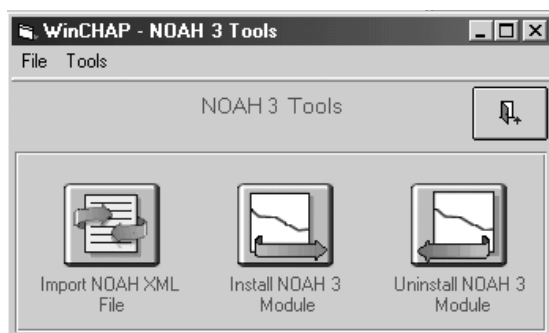 WinCHAP - NOAH 3 Tools
File Tools
NOAH 3 Tools
Import NOAH XML
File
Install NOAH 3
Module
Uninstall NOAH 3
Module